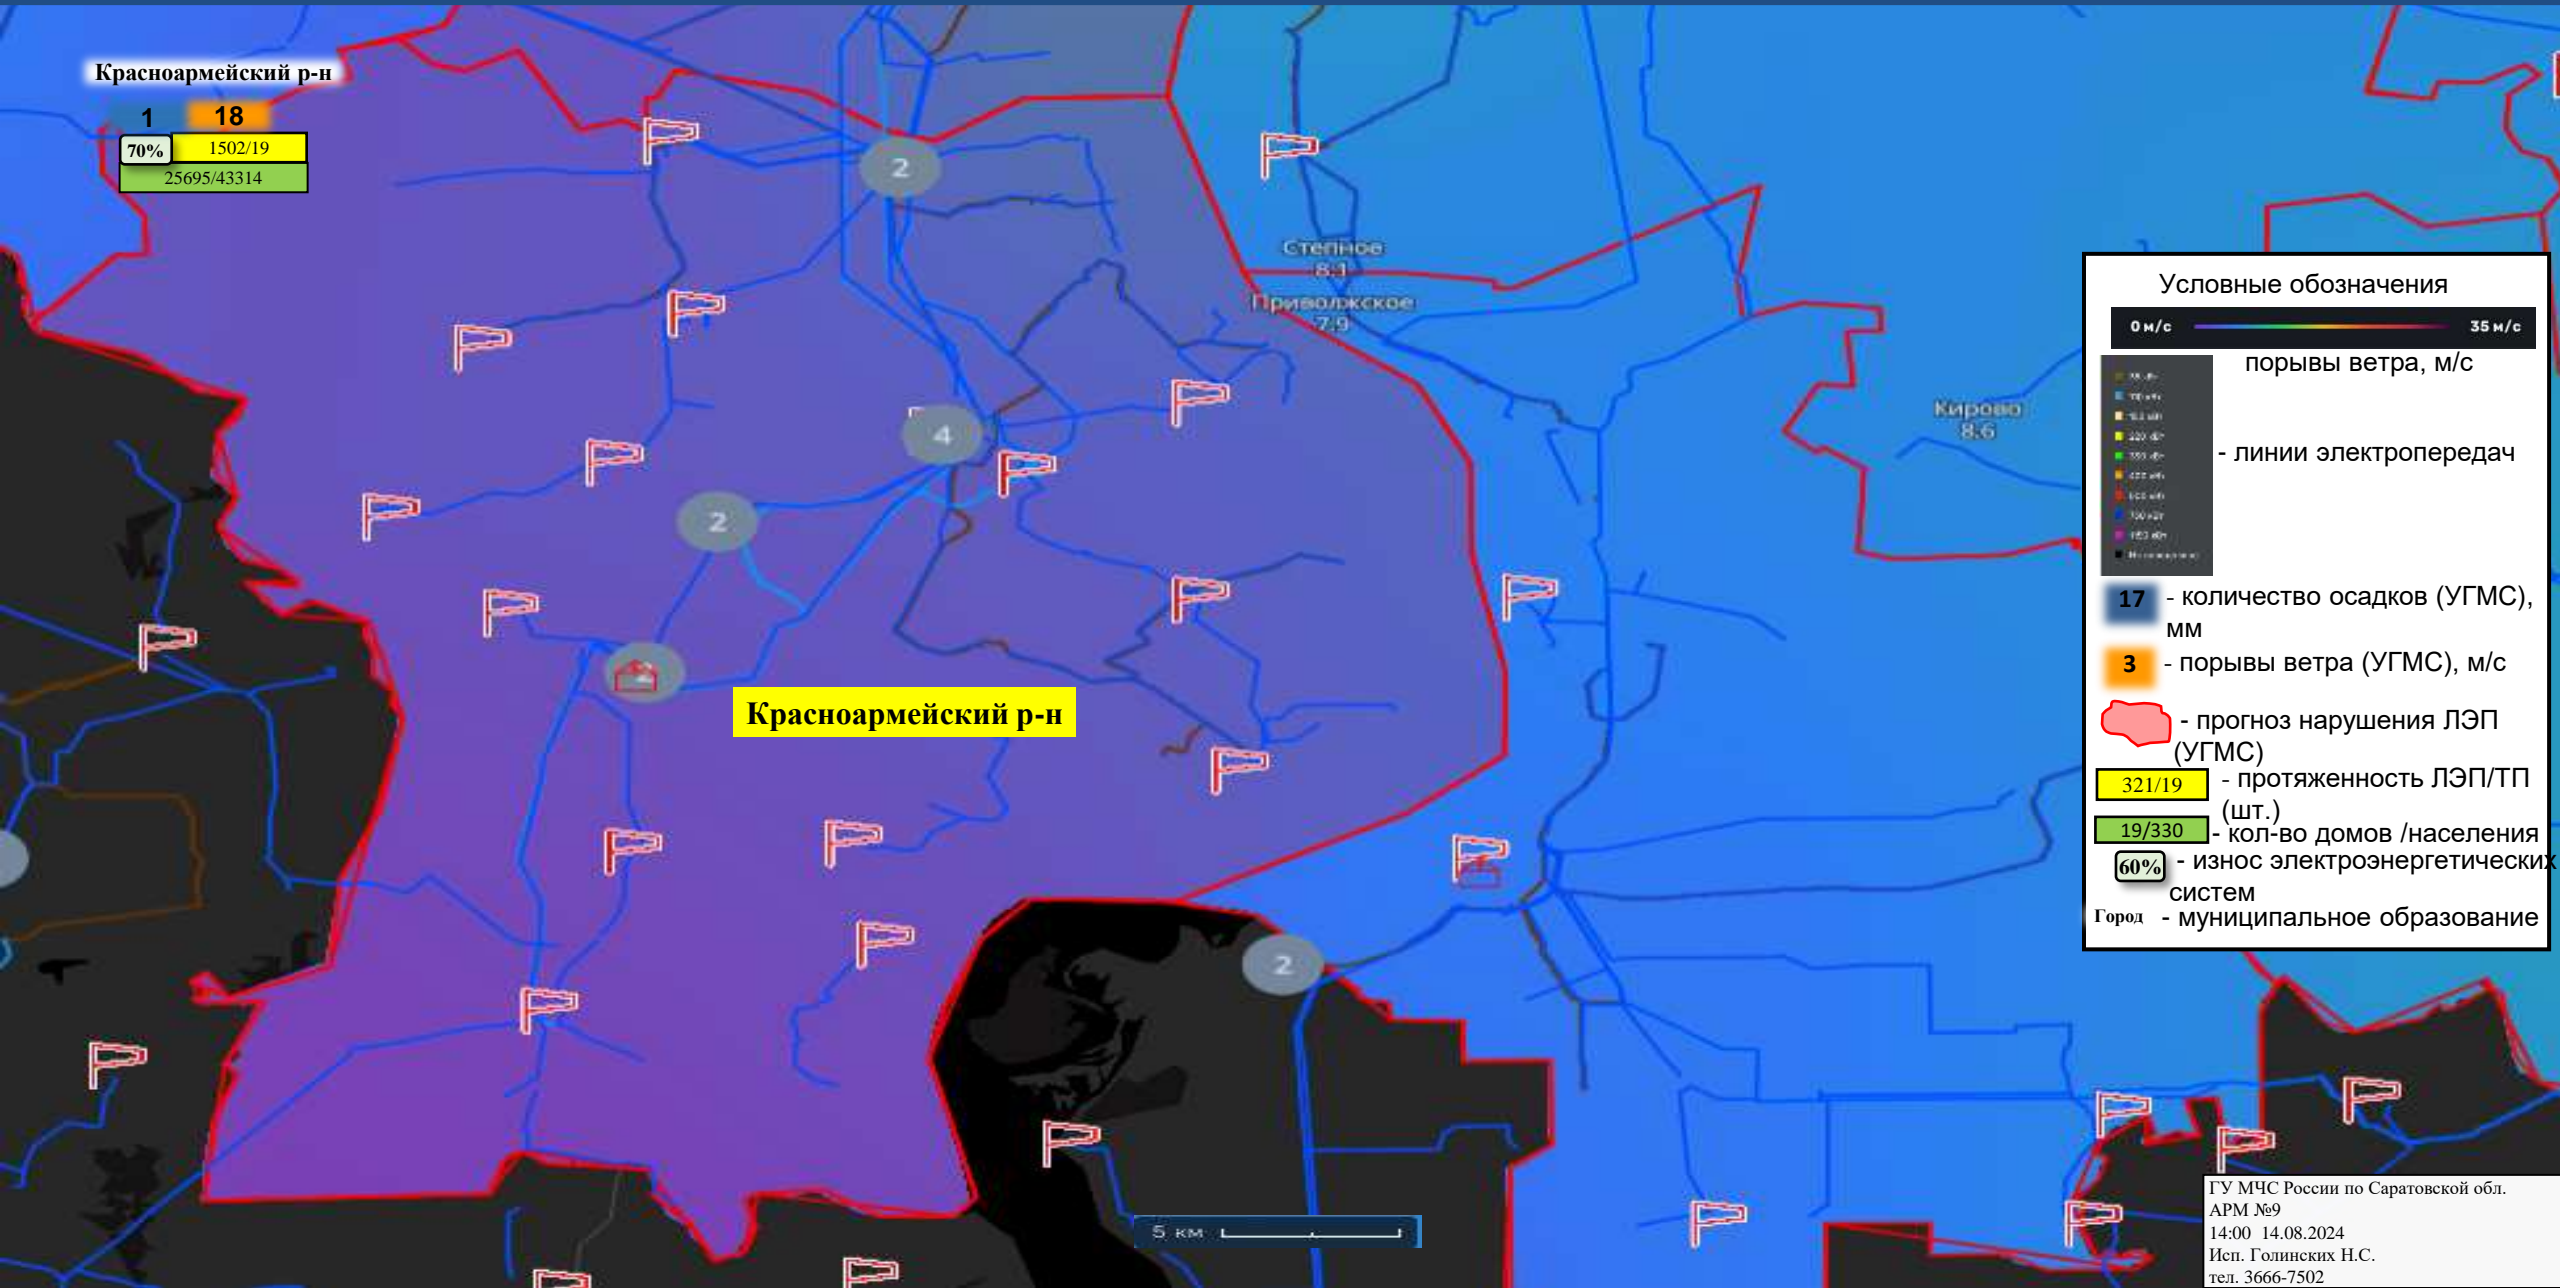 Красноармейский р-н
1 18
70% 1502/19
25695/43314
2
Степное
8.1
Приволжское
7.9
Кирово
8.6
4
2
Красноармейский р-н
2
5 км
Условные обозначения
0 м/с 35 м/с
порывы ветра, м/с
- линии электропередач
17 - количество осадков (УГМС),
мм
3 - порывы ветра (УГМС), м/с
- прогноз нарушения ЛЭП
(УГМС)
321/19 - протяженность ЛЭП/ТП
(шт.)
19/330 - кол-во домов /населения
60% - износ электроэнергетических
систем
Город - муниципальное образование
ГУ МЧС России по Саратовской обл.
АРМ №9
14:00 14.08.2024
Исп. Голинских Н.С.
тел. 3666-7502